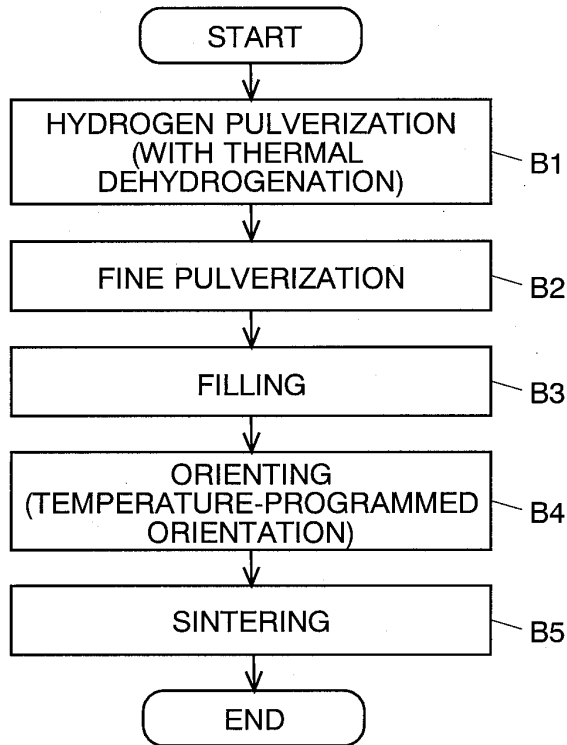 START
HYDROGEN PULVERIZATION
(WITH THERMAL
DEHYDROGENATION)
B1
FINE PULVERIZATION
B2
FILLING
B3
ORIENTING
(TEMPERATURE-PROGRAMMED
ORIENTATION)
B4
SINTERING
B5
END